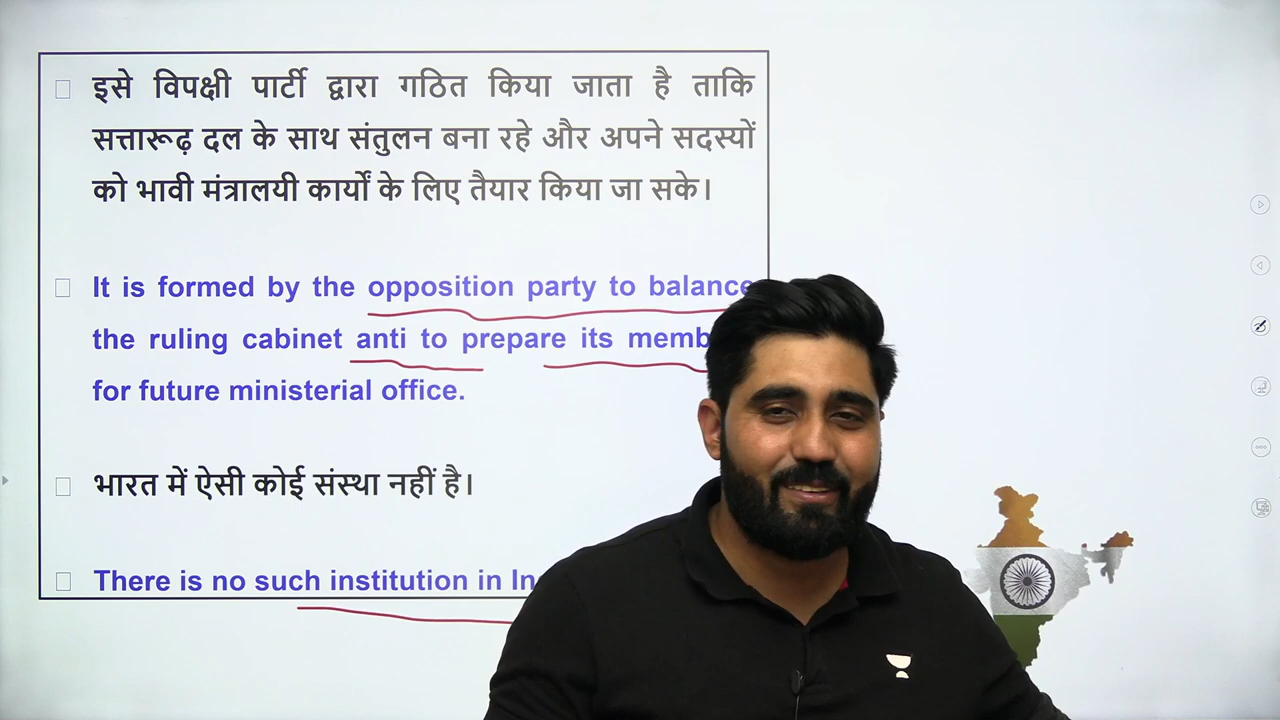 इसे विपक्षी पार्टी द्वारा गठित किया जाता है ताकि
सत्तारूढ़ दल के साथ संतुलन बना रहे और अपने सदस्यों
को भावी मंत्रालयी कार्यों के लिए तैयार किया जा सके।
It is formed by the opposition party to balance
the ruling cabinet anti to prepare its
for future ministerial office.
भारत में ऐसी कोई संस्था नहीं है।
There is no such institution in